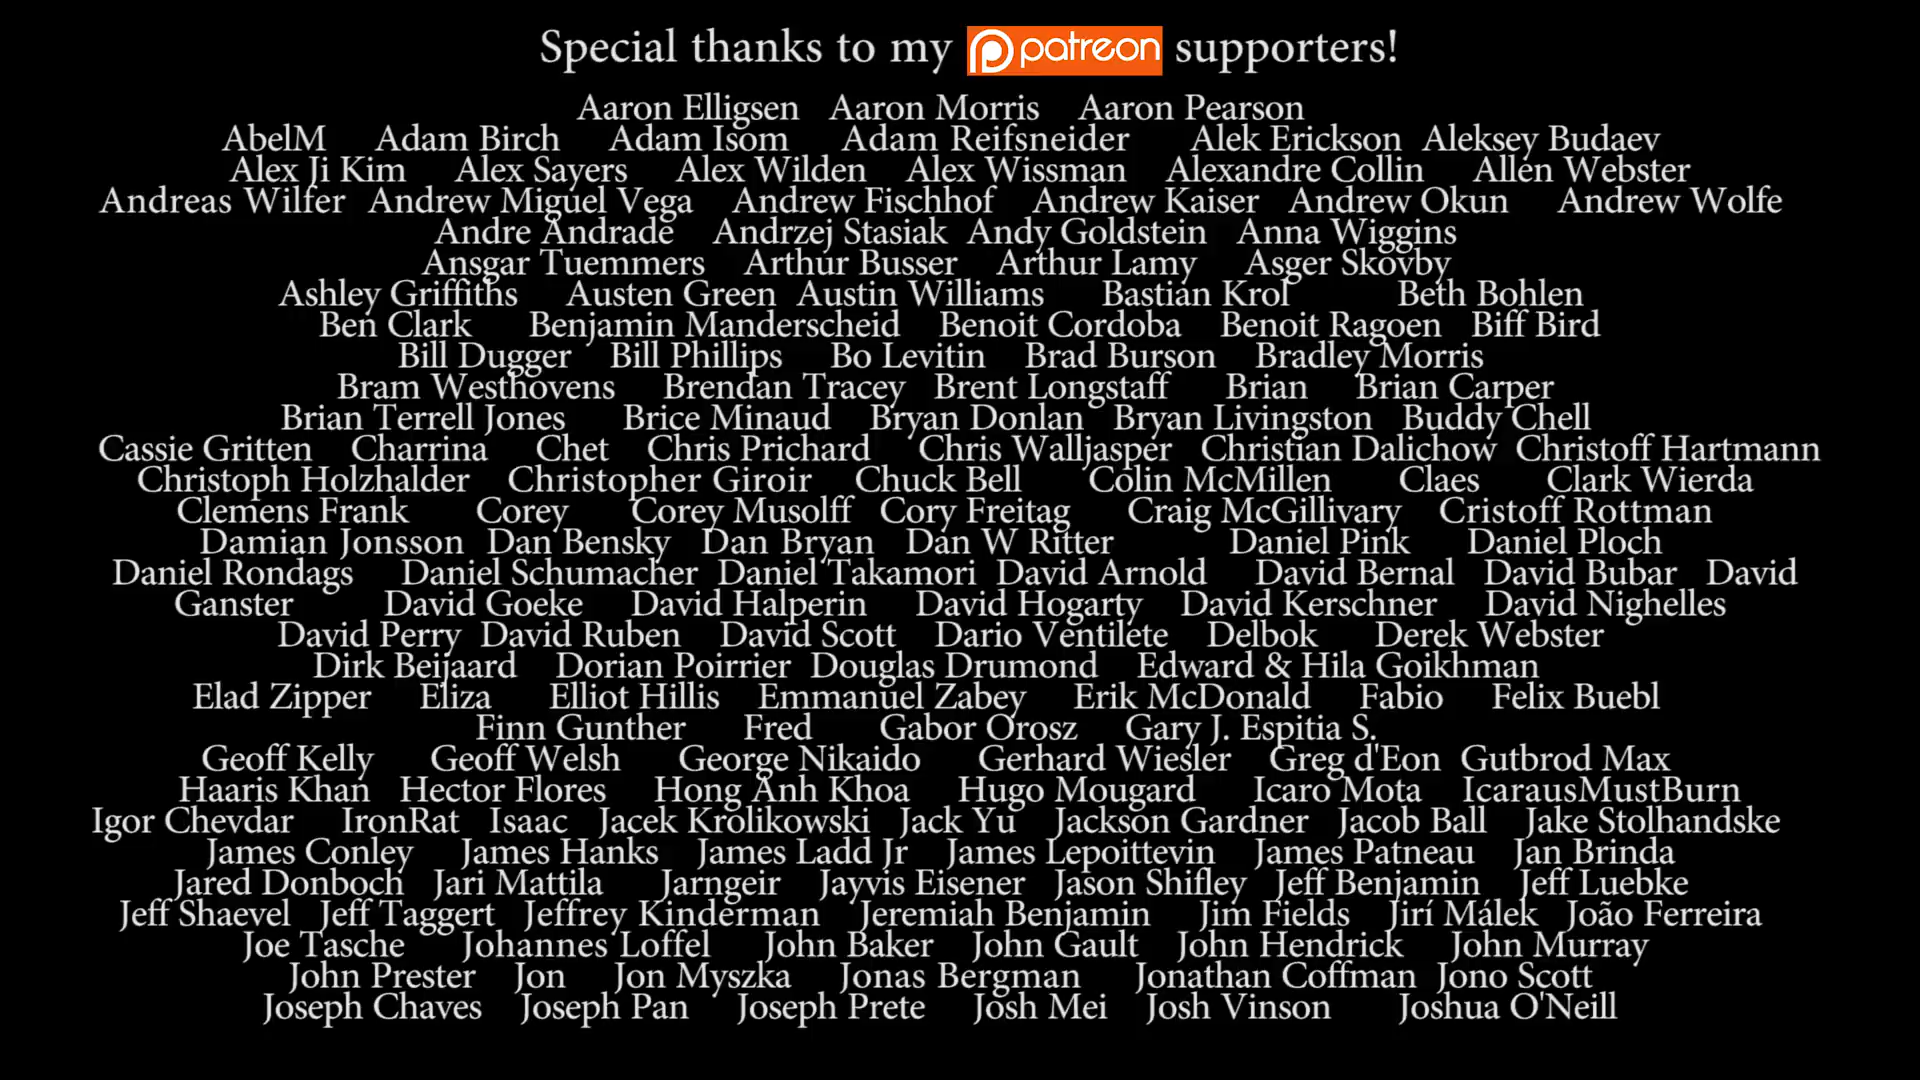 Special thanks to my patreon supporters!
Aaron Elligsen Aaron Morris Aaron Pearson
AbelM Adam Birch Adam Isom Adam Reifsneider Alek Erickson Aleksey Budaev
Alex Ji Kim Alex Sayers Alex Wilden Alex Wissman Alexandre Collin Allen Webster
Andreas Wilfer Andrew Miguel Vega Andrew Fischhof Andrew Kaiser Andrew Okun Andrew Wolfe
Andre Andrade Andrzej Stasiak Andy Goldstein Anna Wiggins
Ansgar Tuemmers Arthur Busser Arthur Lamy Asger Skovby
Ashley Griffiths Austen Green Austin Williams Bastian Krol Beth Bohlen
Ben Clark Benjamin Manderscheid Benoit Cordoba Benoit Ragoen Biff Bird
Bill Dugger Bill Phillips Bo Levitin Brad Burson Bradley Morris
Bram Westhovens Brendan Tracey Brent Longstaff Brian Brian Carper
Brian Terrell Jones Brice Minaud Bryan Donlan Bryan Livingston Buddy Chell
Cassie Gritten Charrina Chet Chris Prichard Chris Walljasper Christian Dalichow Christoff Hartmann
Christoph Holzhalder Christopher Giroir Chuck Bell Colin McMillen Claes Clark Wierda
Clemens Frank Corey Corey Musolff Cory Freitag Craig McGillivary Cristoff Rottman
Damian Jonsson Dan Bensky Dan Bryan Dan W Ritter Daniel Pink Daniel Ploch
Daniel Rondags Daniel Schumacher Daniel Takamori David Arnold David Bernal David Bubar David
Ganster David Goeke David Halperin David Hogarty David Kerschner David Nighelles
David Perry David Ruben David Scott Dario Ventilete Delbok Derek Webster
Dirk Beijaard Dorian Poirrier Douglas Drumond Edward & Hila Goikhman
Elad Zipper Eliza Elliot Hillis Emmanuel Zabey Erik McDonald Fabio Felix Buebl
Finn Gunther Fred Gabor Orosz Gary J. Espitia S.
Geoff Kelly Geoff Welsh George Nikaido Gerhard Wiesler Greg d'Eon Gutbrod Max
Haaris Khan Hector Flores Hong Anh Khoa Hugo Mougard Icaro Mota IcarausMustBurn
Igor Chevdar IronRat Isaac Jacek Krolikowski Jack Yu Jackson Gardner Jacob Ball Jake Stolhandske
James Conley James Hanks James Ladd Jr James Lepoittevin James Patneau Jan Brinda
Jared Donboch Jari Mattila Jarngeir Jayvis Eisener Jason Shifley Jeff Benjamin Jeff Luebke
Jeff Shaevel Jeff Taggert Jeffrey Kinderman Jeremiah Benjamin Jim Fields Jirí Málek João Ferreira
Joe Tasche Johannes Loffel John Baker John Gault John Hendrick John Murray
John Prester Jon Jon Myszka Jonas Bergman Jonathan Coffman Jono Scott
Joseph Chaves Joseph Pan Joseph Prete Josh Mei Josh Vinson Joshua O'Neill